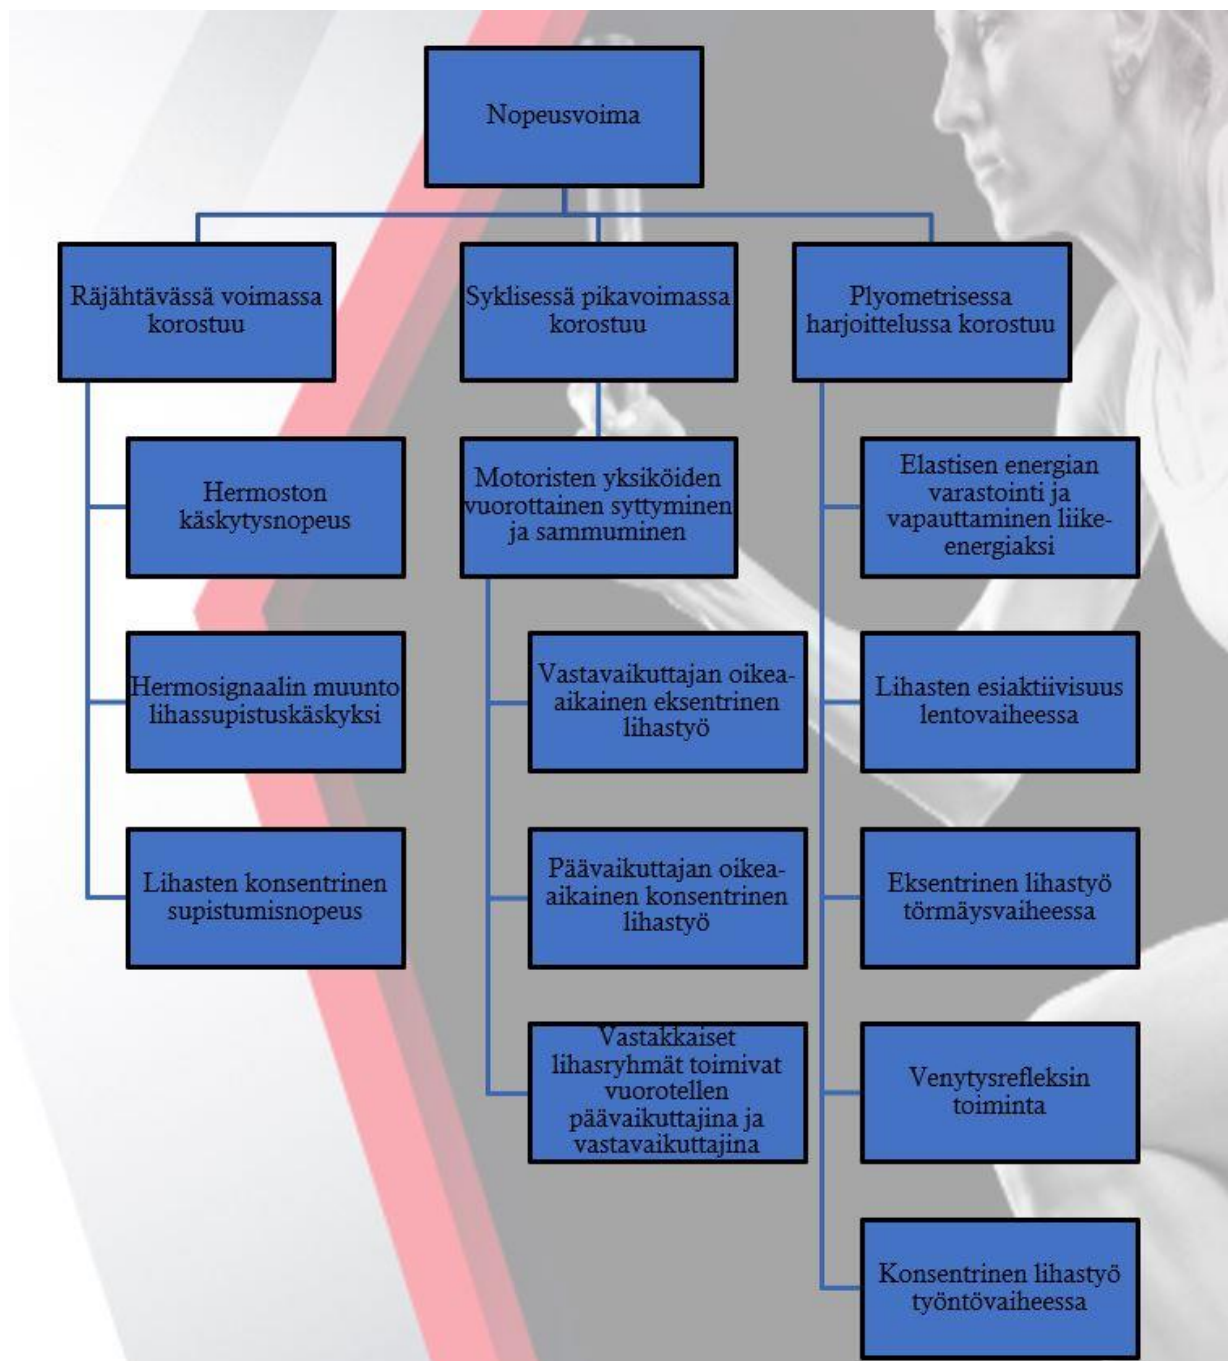 Nopeusvoima
Räjähtävässä voimassa
korostuu
Hermoston
käskytysnopeus
Hermosignaalin muunto
lihassupistuskäskyksi
Lihasten konsentrinen
supistumisnopeus
Syklisessä pikavoimassa
korostuu
Motoristen yksiköiden
vuorottainen syttyminen
ja sammuminen
Vastavaikuttajan oikea-
aikainen eksentrinen
lihastyö
Päävaikuttajan oikea-
aikainen konsentrinen
lihastyö
Vastakkaiset
lihasryhmät toimivat
vuorotellen
päävaikuttajina ja
vastavaikuttajina
Plyometrisessa
harjoittelussa korostuu
Elastisen energian
varastointi ja
vapauttaminen liike-
energiaksi
Lihasten esiaktiivisuus
lentovaiheessa
Eksentrinen lihastyö
törmäysvaiheessa
Venytysrefleksin
toiminta
Konsentrinen lihastyö
työntövaiheessa